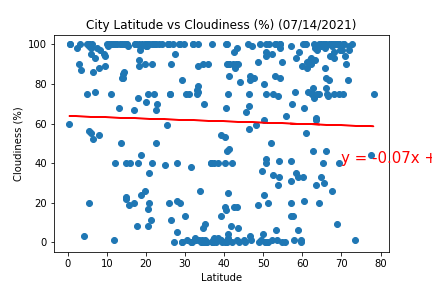 City Latitude vs Cloudiness (%) (07/14/2021)
100
80
60
40
20
0
Cloudiness (%)
y = -0.07x +
0 10 20 30 40 50 60 70 80
Latitude